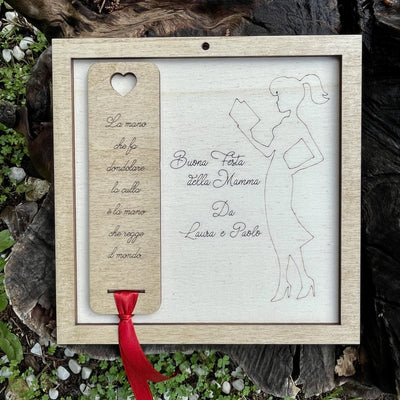 La mano
che fa
dondolare
la culla
è la mano
che regge
il mondo
Buona Festa
della Mamma
Da
Laura e Paolo